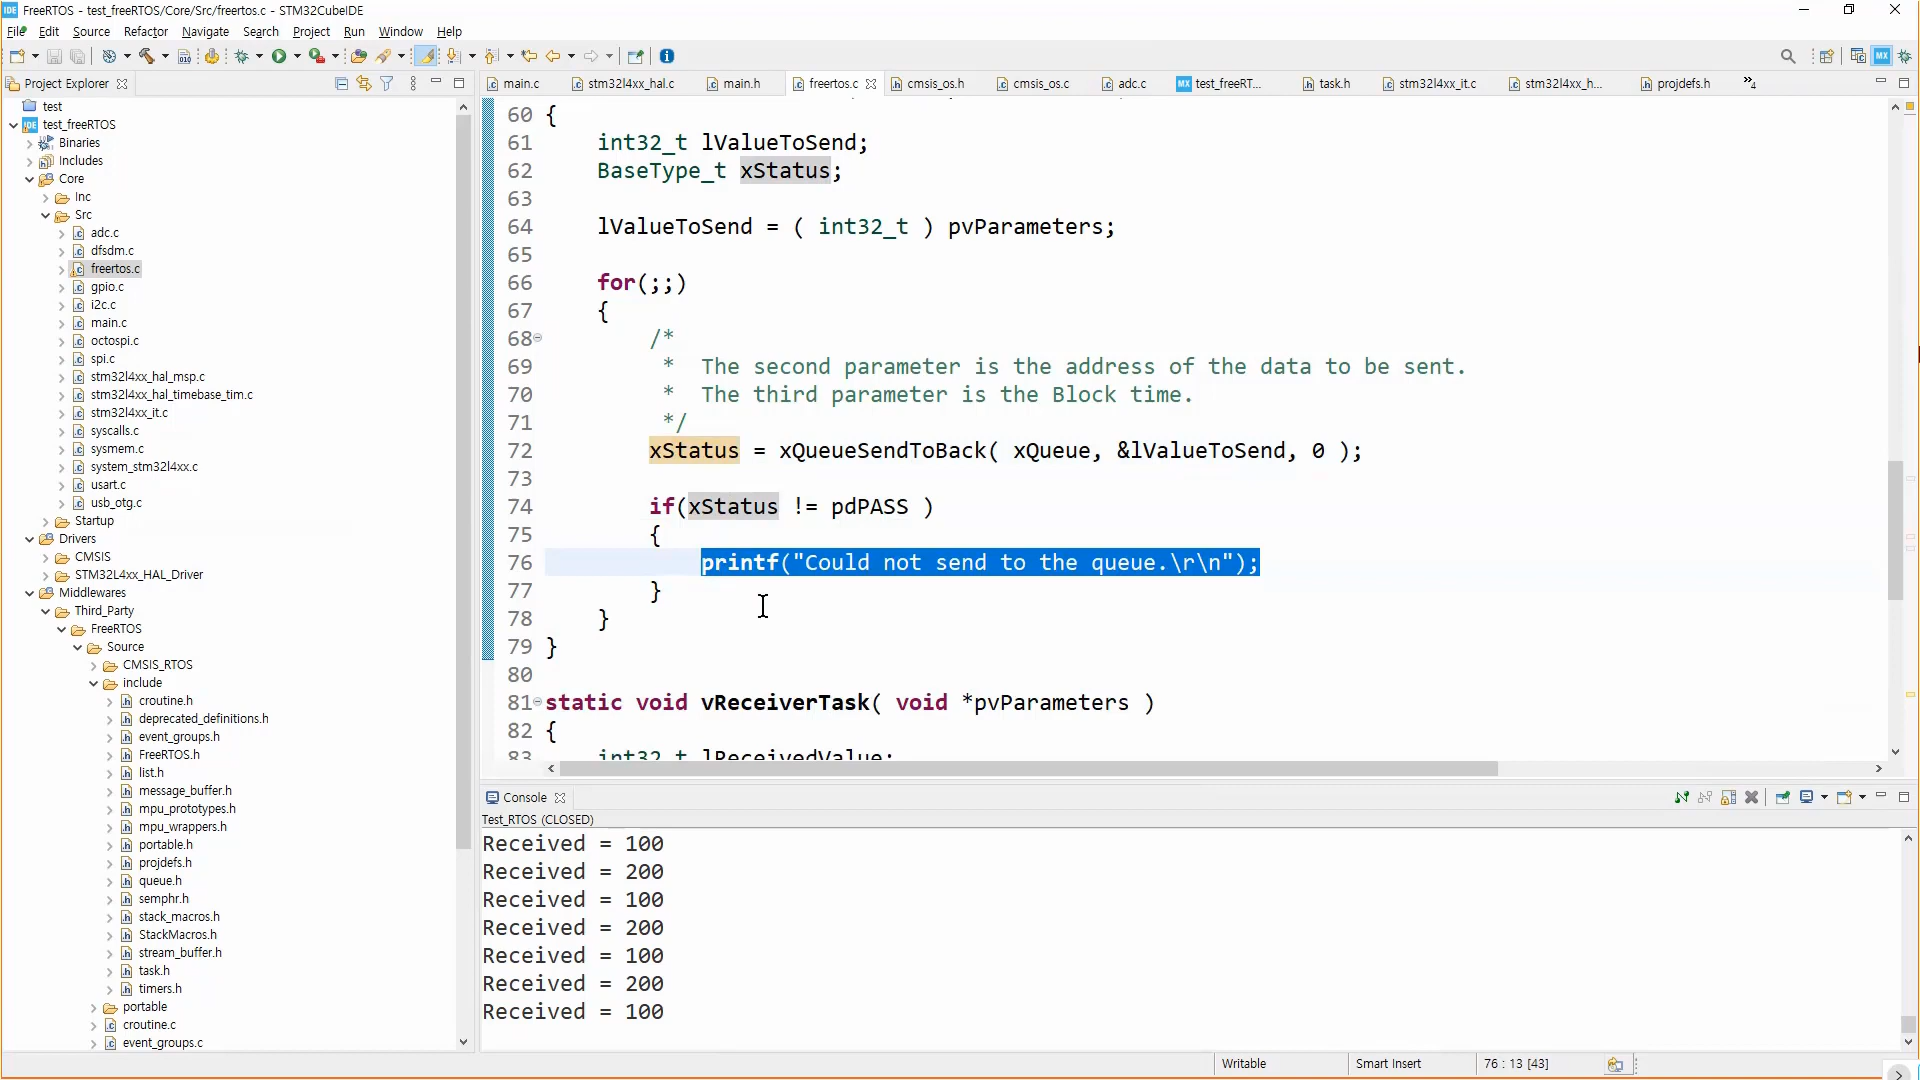 FreeRTOS - test_freeRTOS/Core/Src/freertos.c - STM32CubeIDE
File Edit Source Refactor Navigate Search Project Run Window Help
Project Explorer
test
test_freeRTOS
Binaries
Includes
Core
Inc
Src
adc.c
dfsdm.c
freertos.c
gpio.c
i2c.c
main.c
octospi.c
spi.c
stm32l4xx_hal_msp.c
stm32l4xx_hal_timebase_tim.c
stm32l4xx_it.c
syscalls.c
sysmem.c
system_stm32l4xx.c
usart.c
usb_otg.c
Startup
Drivers
CMSIS
STM32L4xx_HAL_Driver
Middlewares
Third_Party
FreeRTOS
Source
CMSIS_RTOS
include
croutine.h
deprecated_definitions.h
event_groups.h
FreeRTOS.h
list.h
message_buffer.h
mpu_prototypes.h
mpu_wrappers.h
portable.h
projdefs.h
queue.h
semphr.h
stack_macros.h
StackMacros.h
stream_buffer.h
task.h
timers.h
portable
croutine.c
event_groups.c
main.c stm32l4xx_hal.c main.h freertos.c cmsis_os.h cmsis_os.c adc.c test_freeRT... task.h stm32l4xx_it.c stm32l4xx_h... projdefs.h »4
60 {
61 int32_t lValueToSend;
62 BaseType_t xStatus;
63
64 lValueToSend = ( int32_t ) pvParameters;
65
66 for(;;)
67 {
68 /*
69 * The second parameter is the address of the data to be sent.
70 * The third parameter is the Block time.
71 */
72 xStatus = xQueueSendToBack( xQueue, &lValueToSend, 0 );
73
74 if(xStatus != pdPASS )
75 {
76 printf("Could not send to the queue.\r\n");
77 }
78 }
79 }
80
81 static void vReceiverTask( void *pvParameters )
82 {
83 int32_t lReceivedValue;
Console
Test_RTOS (CLOSED)
Received = 100
Received = 200
Received = 100
Received = 200
Received = 100
Received = 200
Received = 100
Writable Smart Insert 76 : 13 [43]